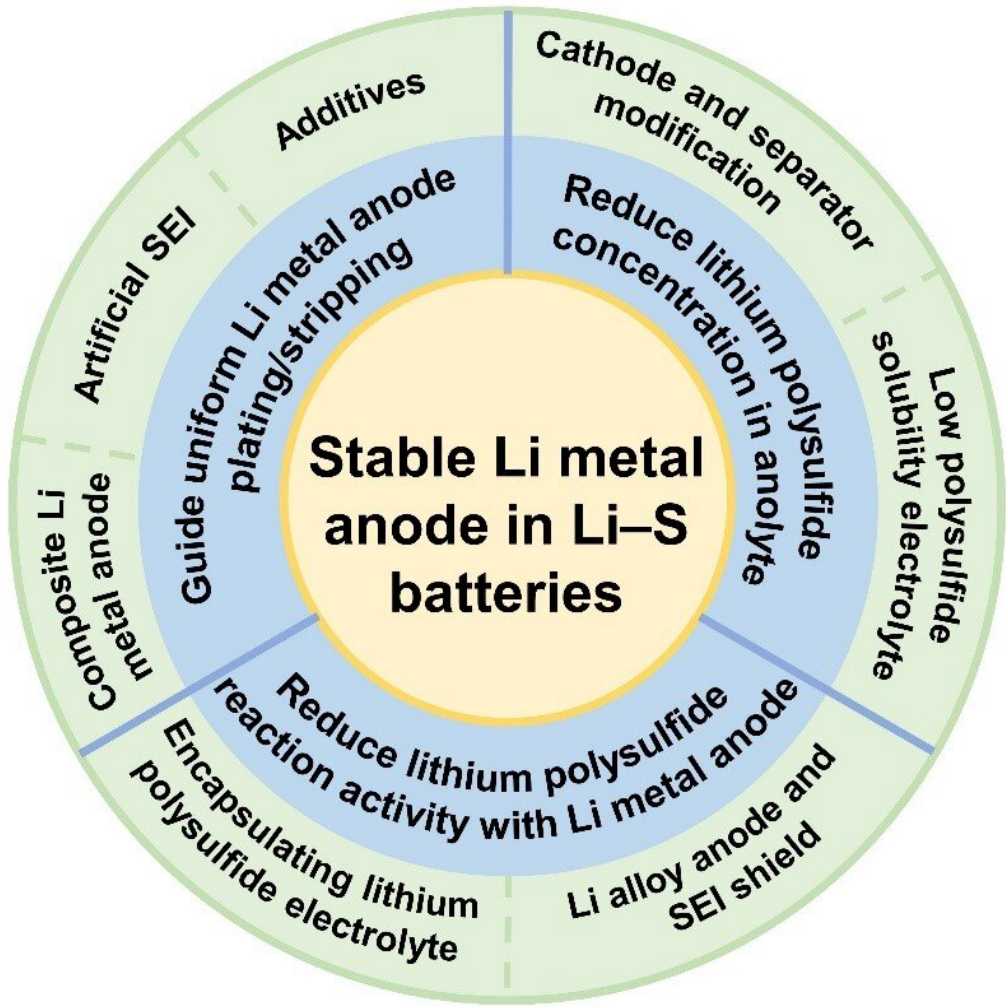 Stable Li metal
anode in Li–S
batteries
Guide uniform Li metal anode
plating/stripping
Reduce lithium polysulfide
concentration in anolyte
Reduce lithium polysulfide
reaction activity with Li metal anode
Additives
Artificial SEI
Composite Li
metal anode
Cathode and separator
modification
Low polysulfide
solubility electrolyte
Li alloy anode and
SEI shield
Encapsulating lithium
polysulfide electrolyte